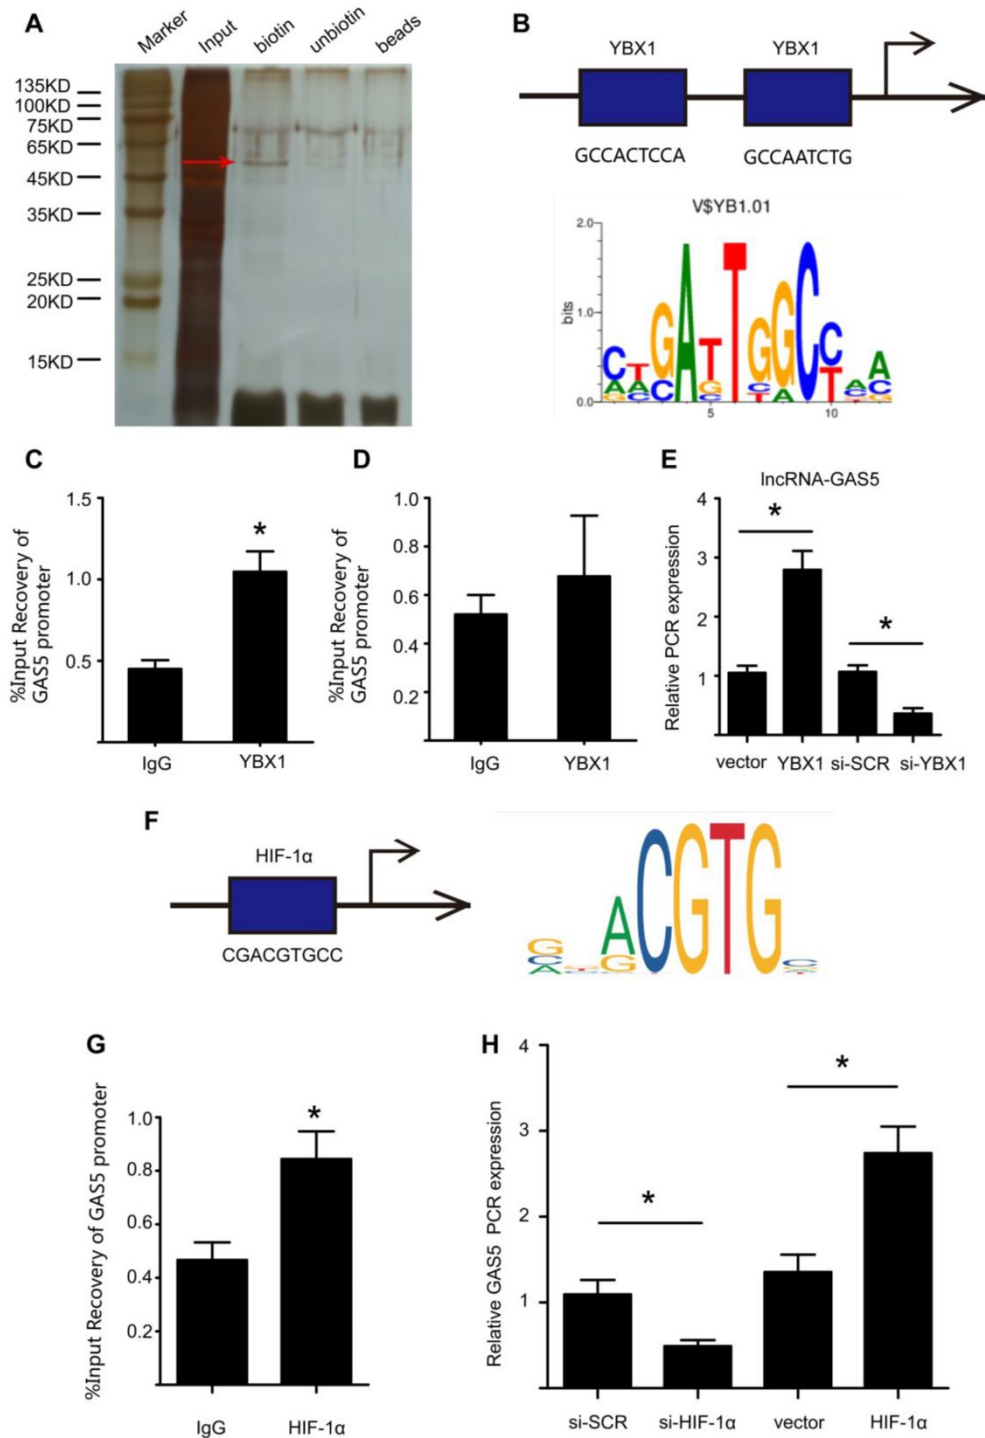 A
Marker Input biotin unbiotin beads
135KD
100KD
75KD
65KD
45KD
35KD
25KD
20KD
15KD
B
YBX1 YBX1
GCCACTCCA GCCAATCTG
V$YB1.01
2.0
1.0
0.0
bits
5 10
C
%Input Recovery of
GAS5 promoter
1.5
1.0
0.5
*
IgG YBX1
D
%Input Recovery of
GAS5 promoter
1.0
0.8
0.6
0.4
0.2
IgG YBX1
E
lncRNA-GAS5
Relative PCR expression
4
3
2
1
*
*
vector YBX1 si-SCR si-YBX1
F
HIF-1α
CGACGTGCC
ACGTG
G
%Input Recovery of GAS5 promoter
1.0
0.8
0.6
0.4
0.2
*
IgG HIF-1α
H
Relative GAS5 PCR expression
4
3
2
1
*
*
si-SCR si-HIF-1α vector HIF-1α